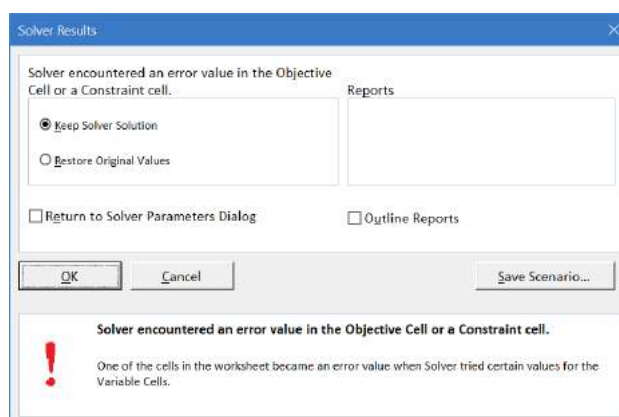 Solver Results
Solver encountered an error value in the Objective
Cell or a Constraint cell.
Reports
Keep Solver Solution
Restore Original Values
Return to Solver Parameters Dialog
Outline Reports
OK
Cancel
Save Scenario...
Solver encountered an error value in the Objective Cell or a Constraint cell.
One of the cells in the worksheet became an error value when Solver tried certain values for the
Variable Cells.